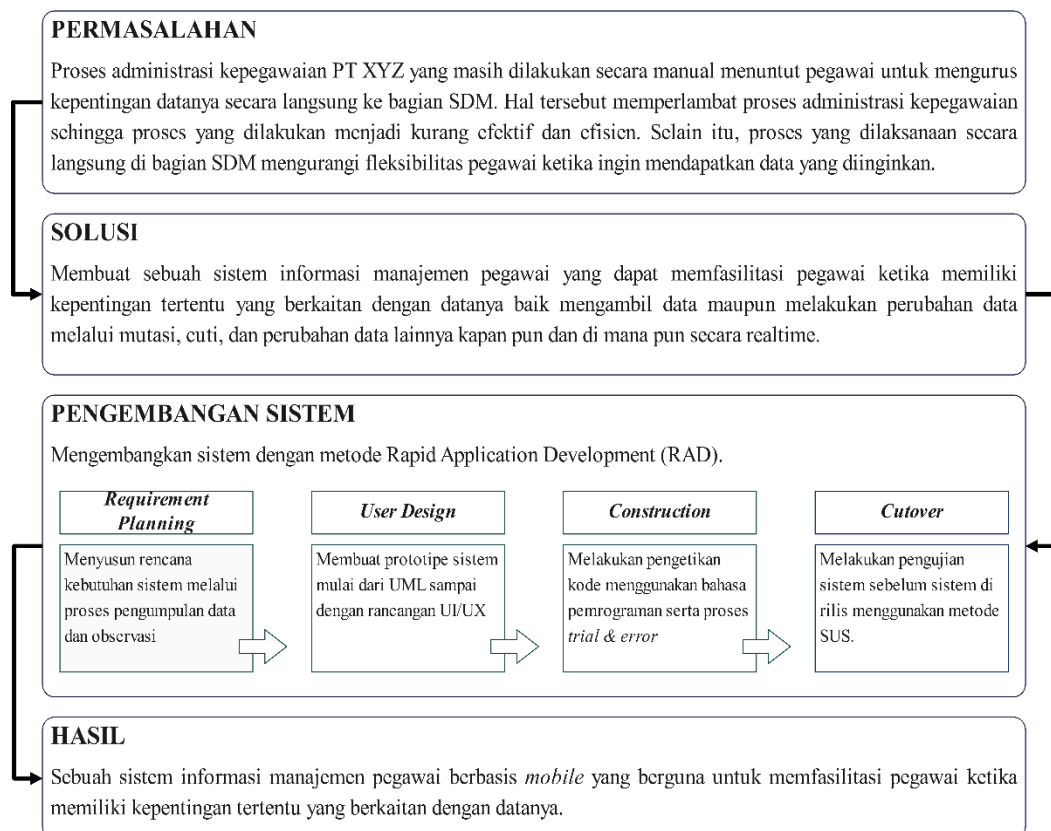 PERMASALAHAN
Proses administrasi kepegawaian PT XYZ yang masih dilakukan secara manual menuntut pegawai untuk mengurus
kepentingan datanya secara langsung ke bagian SDM. Hal tersebut memperlambat proses administrasi kepegawaian
sehingga proses yang dilakukan menjadi kurang efektif dan efisien. Selain itu, proses yang dilaksanaan secara
langsung di bagian SDM mengurangi fleksibilitas pegawai ketika ingin mendapatkan data yang diinginkan.
SOLUSI
Membuat sebuah sistem informasi manajemen pegawai yang dapat memfasilitasi pegawai ketika memiliki
kepentingan tertentu yang berkaitan dengan datanya baik mengambil data maupun melakukan perubahan data
melalui mutasi, cuti, dan perubahan data lainnya kapan pun dan di mana pun secara realtime.
PENGEMBANGAN SISTEM
Mengembangkan sistem dengan metode Rapid Application Development (RAD).
Requirement
Planning
Menyusun rencana
kebutuhan sistem melalui
proses pengumpulan data
dan observasi
User Design
Membuat prototipe sistem
mulai dari UML sampai
dengan rancangan UI/UX
Construction
Melakukan pengetikan
kode menggunakan bahasa
pemrograman serta proses
trial & error
Cutover
Melakukan pengujian
sistem sebelum sistem di
rilis menggunakan metode
SUS.
HASIL
Sebuah sistem informasi manajemen pegawai berbasis mobile yang berguna untuk memfasilitasi pegawai ketika
memiliki kepentingan tertentu yang berkaitan dengan datanya.